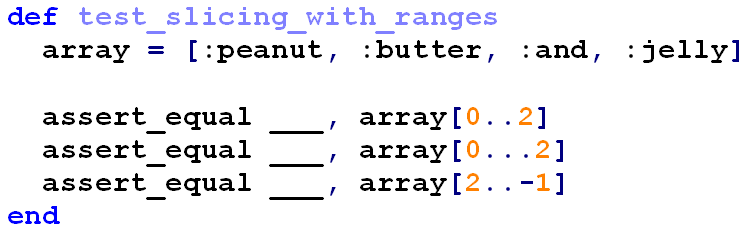 def test_slicing_with_ranges
  array = [:peanut, :butter, :and, :jelly]

  assert_equal ___, array[0..2]
  assert_equal ___, array[0...2]
  assert_equal ___, array[2..-1]
end